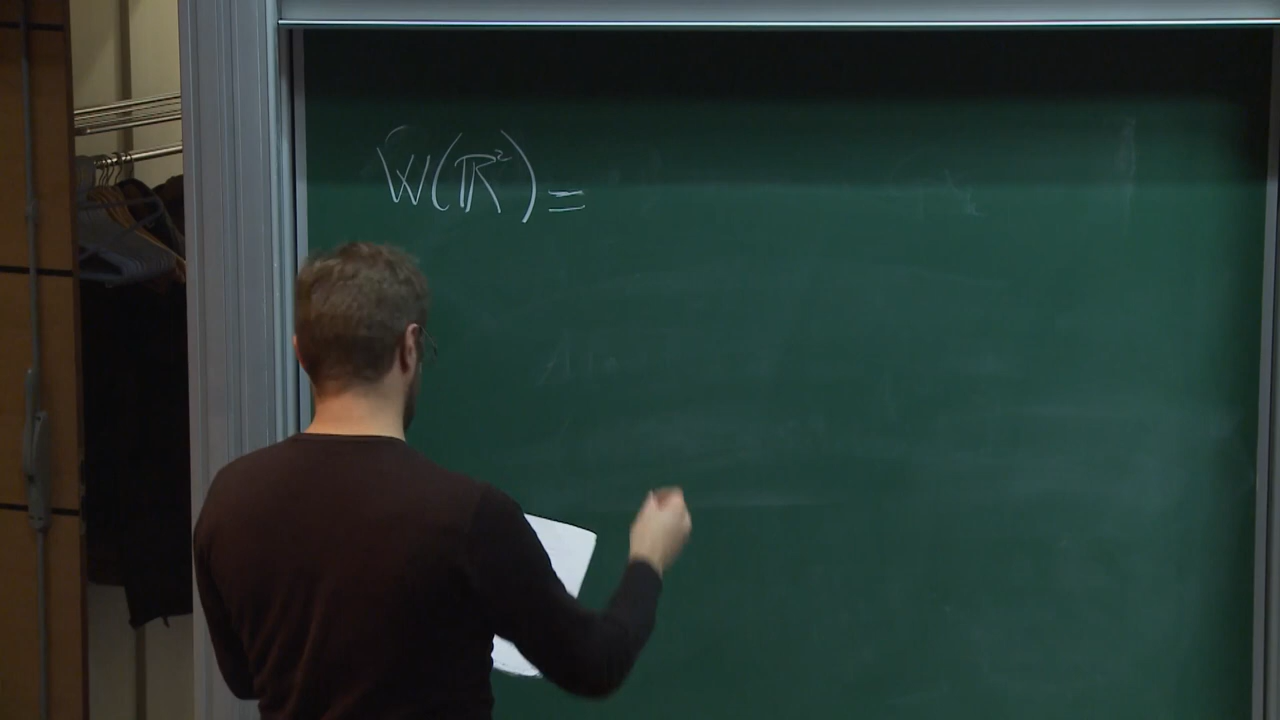 W(ℝ²) =